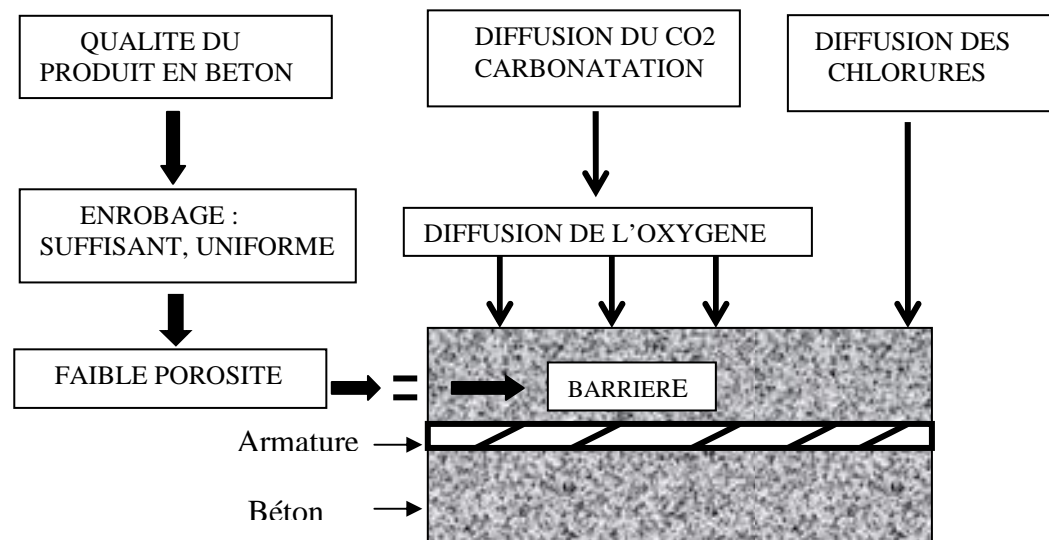 QUALITE DU
PRODUIT EN BETON
DIFFUSION DU CO2
CARBONATATION
DIFFUSION DES
CHLORURES
ENROBAGE :
SUFFISANT, UNIFORME
DIFFUSION DE L’OXYGENE
FAIBLE POROSITE
=
BARRIERE
Armature
Béton